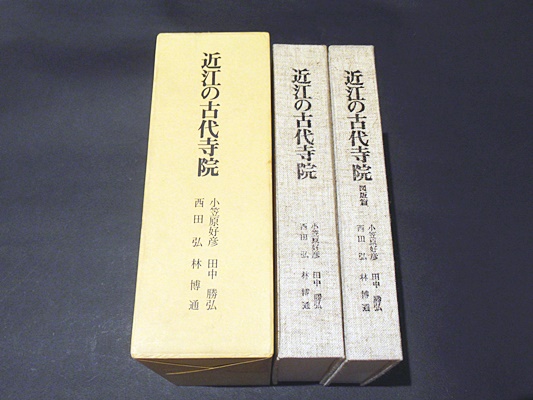 近江の古代寺院
小笠原好彦 田中 勝弘
西田 弘 林 博通
近江の古代寺院
小笠原好彦 田中 勝弘
西田 弘 林 博通
近江の古代寺院 図版篇
小笠原好彦 田中 勝弘
西田 弘 林 博通